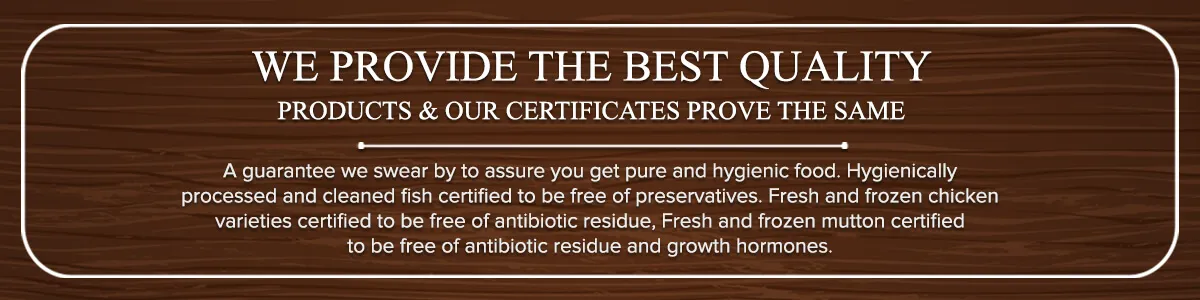 WE PROVIDE THE BEST QUALITY
PRODUCTS & OUR CERTIFICATES PROVE THE SAME
A guarantee we swear by to assure you get pure and hygienic food. Hygienically
processed and cleaned fish certified to be free of preservatives. Fresh and frozen chicken
varieties certified to be free of antibiotic residue, Fresh and frozen mutton certified
to be free of antibiotic residue and growth hormones.